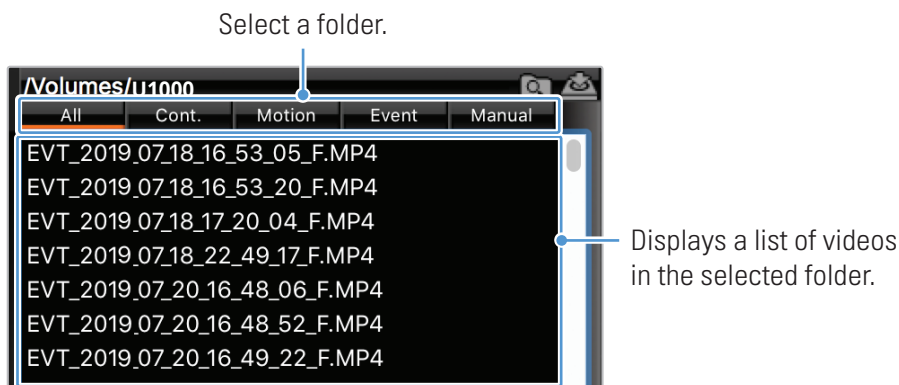 Select a folder.
/Volumes/U1000
All Cont. Motion Event Manual
EVT_2019_07_18_16_53_05_F.MP4
EVT_2019_07_18_16_53_20_F.MP4
EVT_2019_07_18_17_20_04_F.MP4
EVT_2019_07_18_22_49_17_F.MP4
Displays a list of videos
in the selected folder.
EVT_2019_07_20_16_48_06_F.MP4
EVT_2019_07_20_16_48_52_F.MP4
EVT_2019_07_20_16_49_22_F.MP4